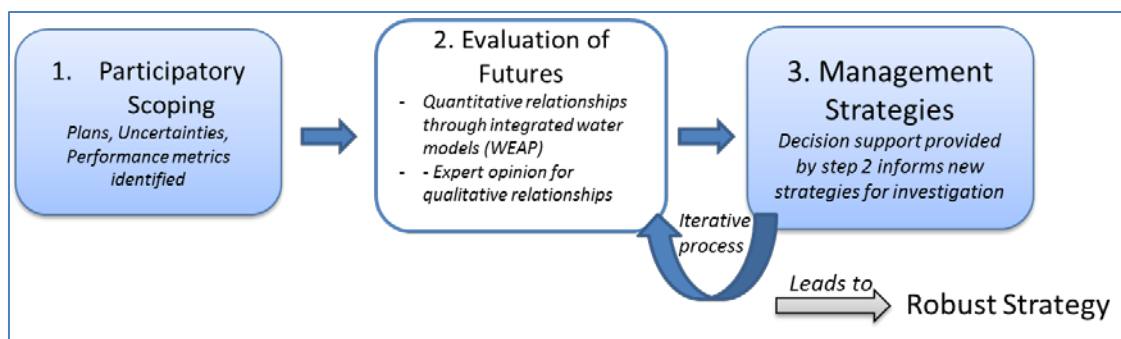 1. Participatory
Scoping
Plans, Uncertainties,
Performance metrics
identified
2. Evaluation of
Futures
- Quantitative relationships
through integrated water
models (WEAP)
- - Expert opinion for
qualitative relationships
3. Management
Strategies
Decision support provided
by step 2 informs new
strategies for investigation
Iterative
process
Leads to
Robust Strategy